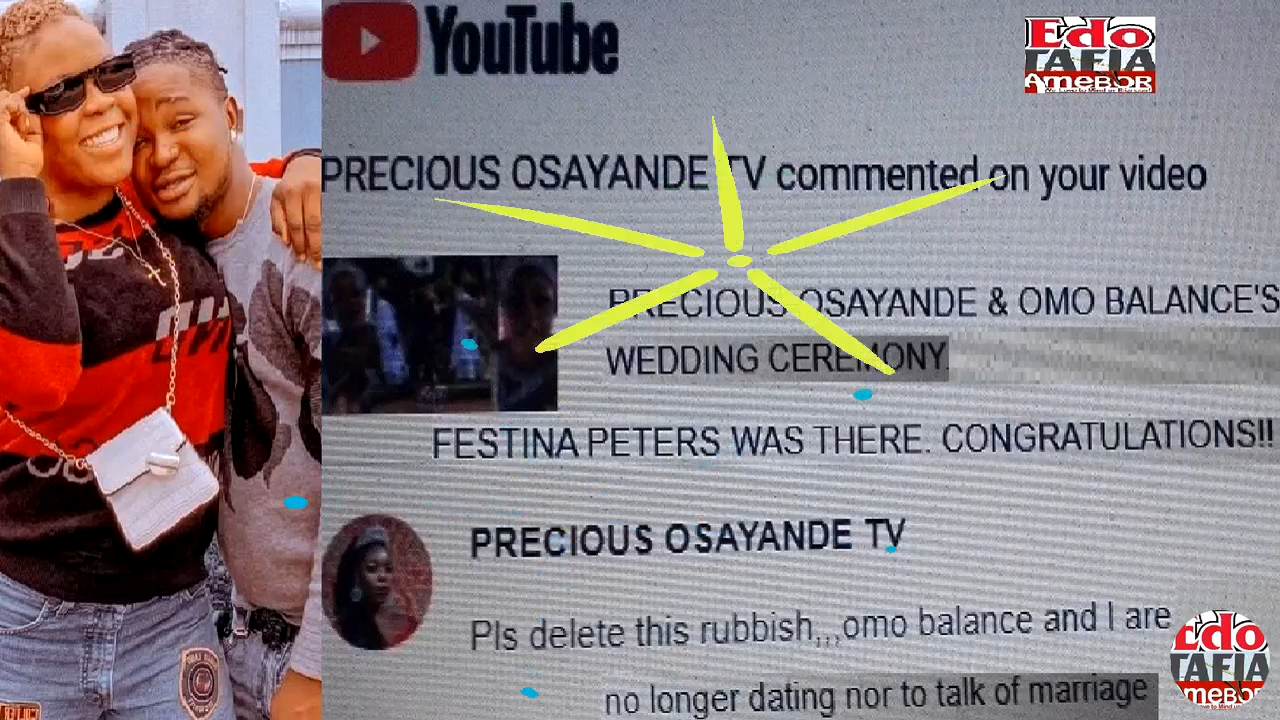 YouTube
Edo
TAFIA
AmeBOR
PRECIOUS OSAYANDE TV commented on your video
PRECIOUS OSAYANDE & OMO BALANCE'S
WEDDING CEREMONY.
FESTINA PETERS WAS THERE. CONGRATULATIONS!!
PRECIOUS OSAYANDE TV
Pls delete this rubbish,,,omo balance and I are
no longer dating nor to talk of marriage
Edo
TAFIA
meBOR